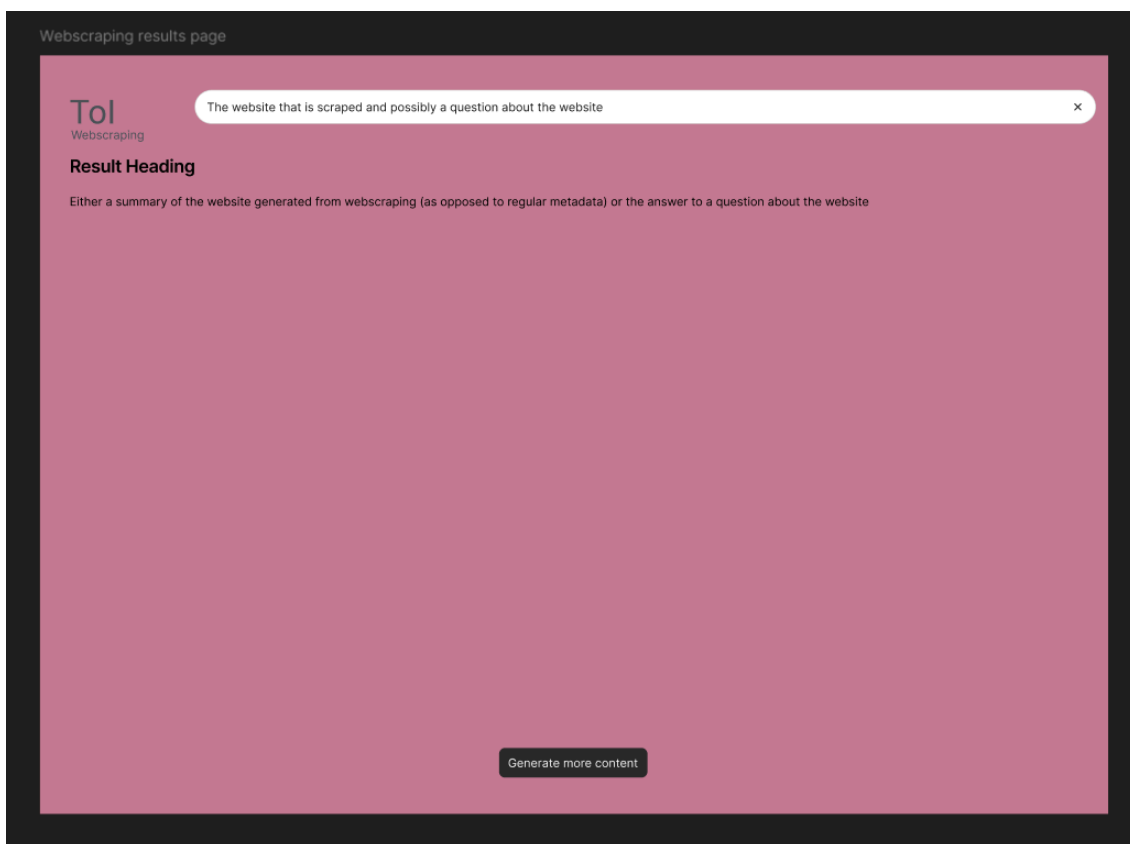 Webscraping results page
Tol
The website that is scraped and possibly a question about the website
Webscraping
Result Heading
Either a summary of the website generated from webscraping (as opposed to regular metadata) or the answer to a question about the website
Generate more content